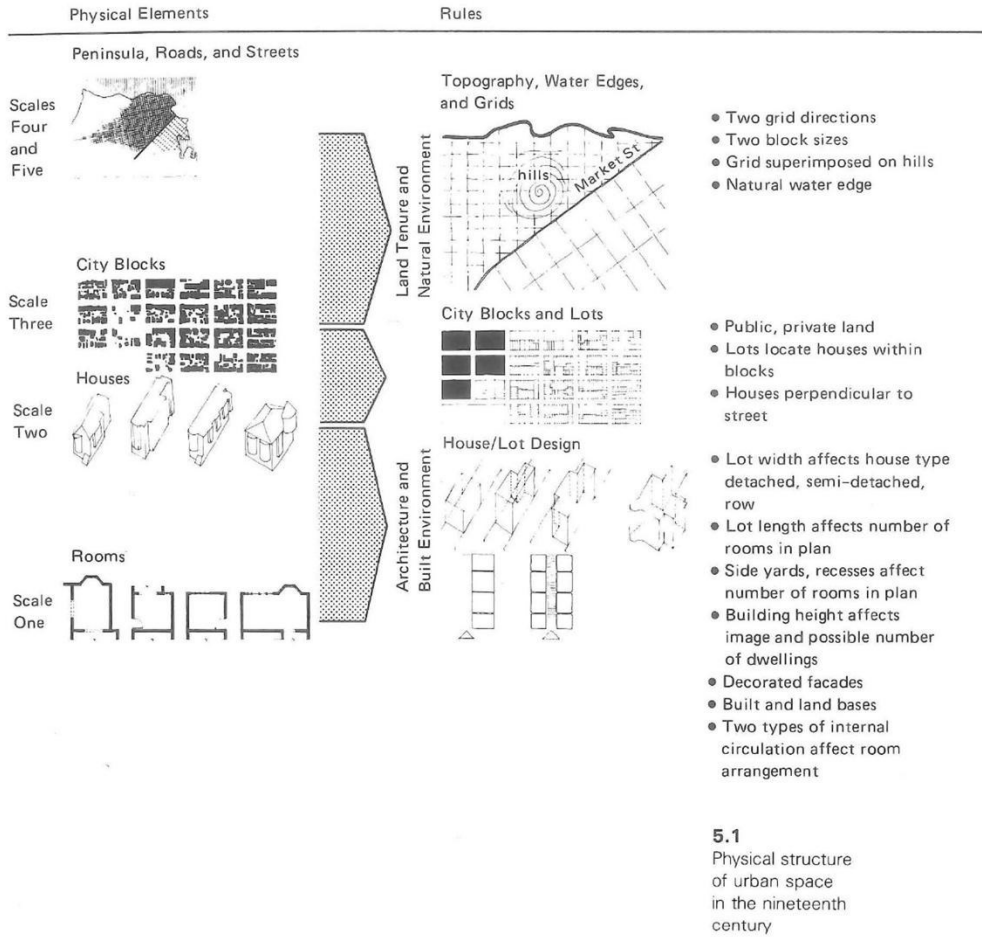 Physical Elements
Rules
Peninsula, Roads, and Streets
Scales
Four
and
Five
Land Tenure and
Natural Environment
Topography, Water Edges,
and Grids
hills
Market St
• Two grid directions
• Two block sizes
• Grid superimposed on hills
• Natural water edge
City Blocks
Scale
Three
City Blocks and Lots
• Public, private land
• Lots locate houses within
blocks
• Houses perpendicular to
street
Houses
Scale
Two
Architecture and
Built Environment
House/Lot Design
• Lot width affects house type
detached, semi-detached,
row
• Lot length affects number of
rooms in plan
• Side yards, recesses affect
number of rooms in plan
• Building height affects
image and possible number
of dwellings
• Decorated facades
• Built and land bases
• Two types of internal
circulation affect room
arrangement
Rooms
Scale
One
5.1
Physical structure
of urban space
in the nineteenth
century